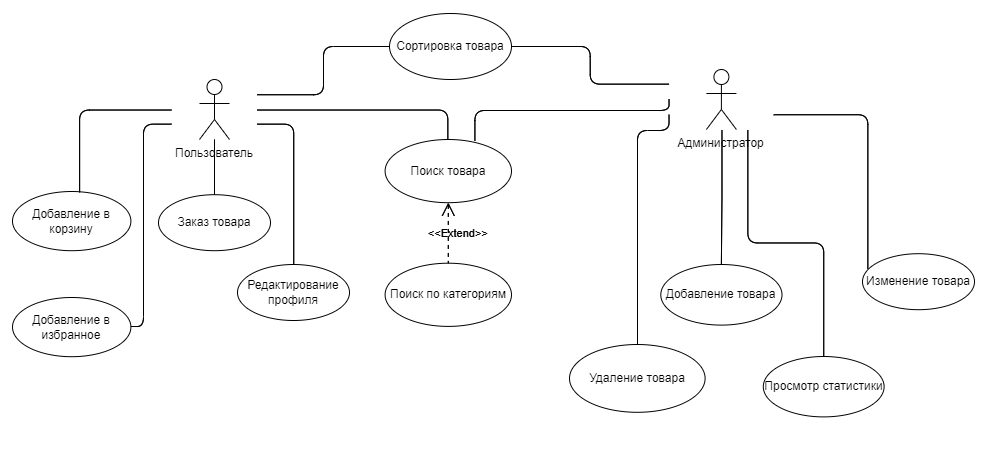 Сортировка товара
Пользователь
Администратор
Поиск товара
Добавление в
корзину
Заказ товара
<<Extend>>
Редактирование
профиля
Поиск по категориям
Добавление товара
Изменение товара
Добавление в
избранное
Удаление товара
Просмотр статистики